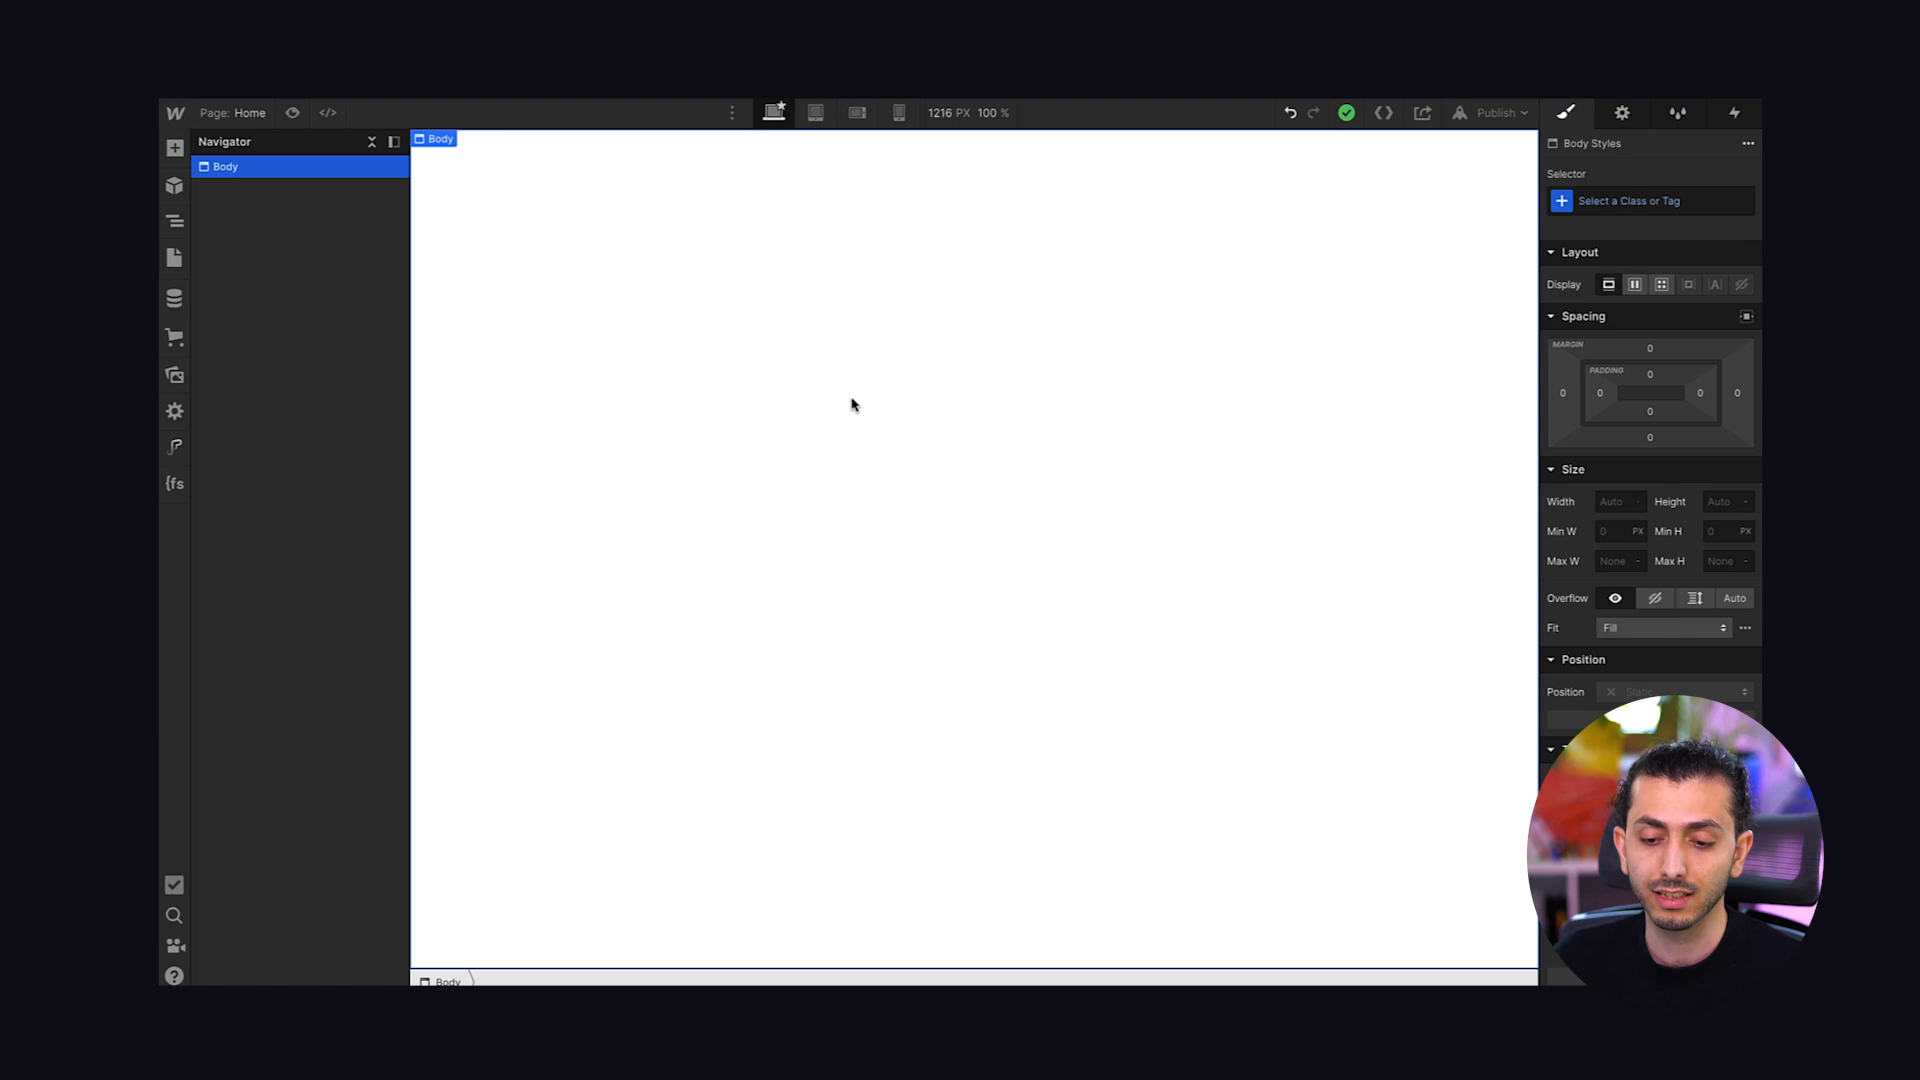 Page: Home
</>
1216 PX 100 %
Publish
Navigator
Body
Body
Body Styles
Selector
Select a Class or Tag
Layout
Display
A
Spacing
MARGIN
0
PADDING
0
0
0
0
0
0
0
Size
Width Auto - Height Auto -
Min W 0 PX Min H 0 PX
Max W None - Max H None -
Overflow Auto
Fit Fill
Position
Position Static
{fs
Body